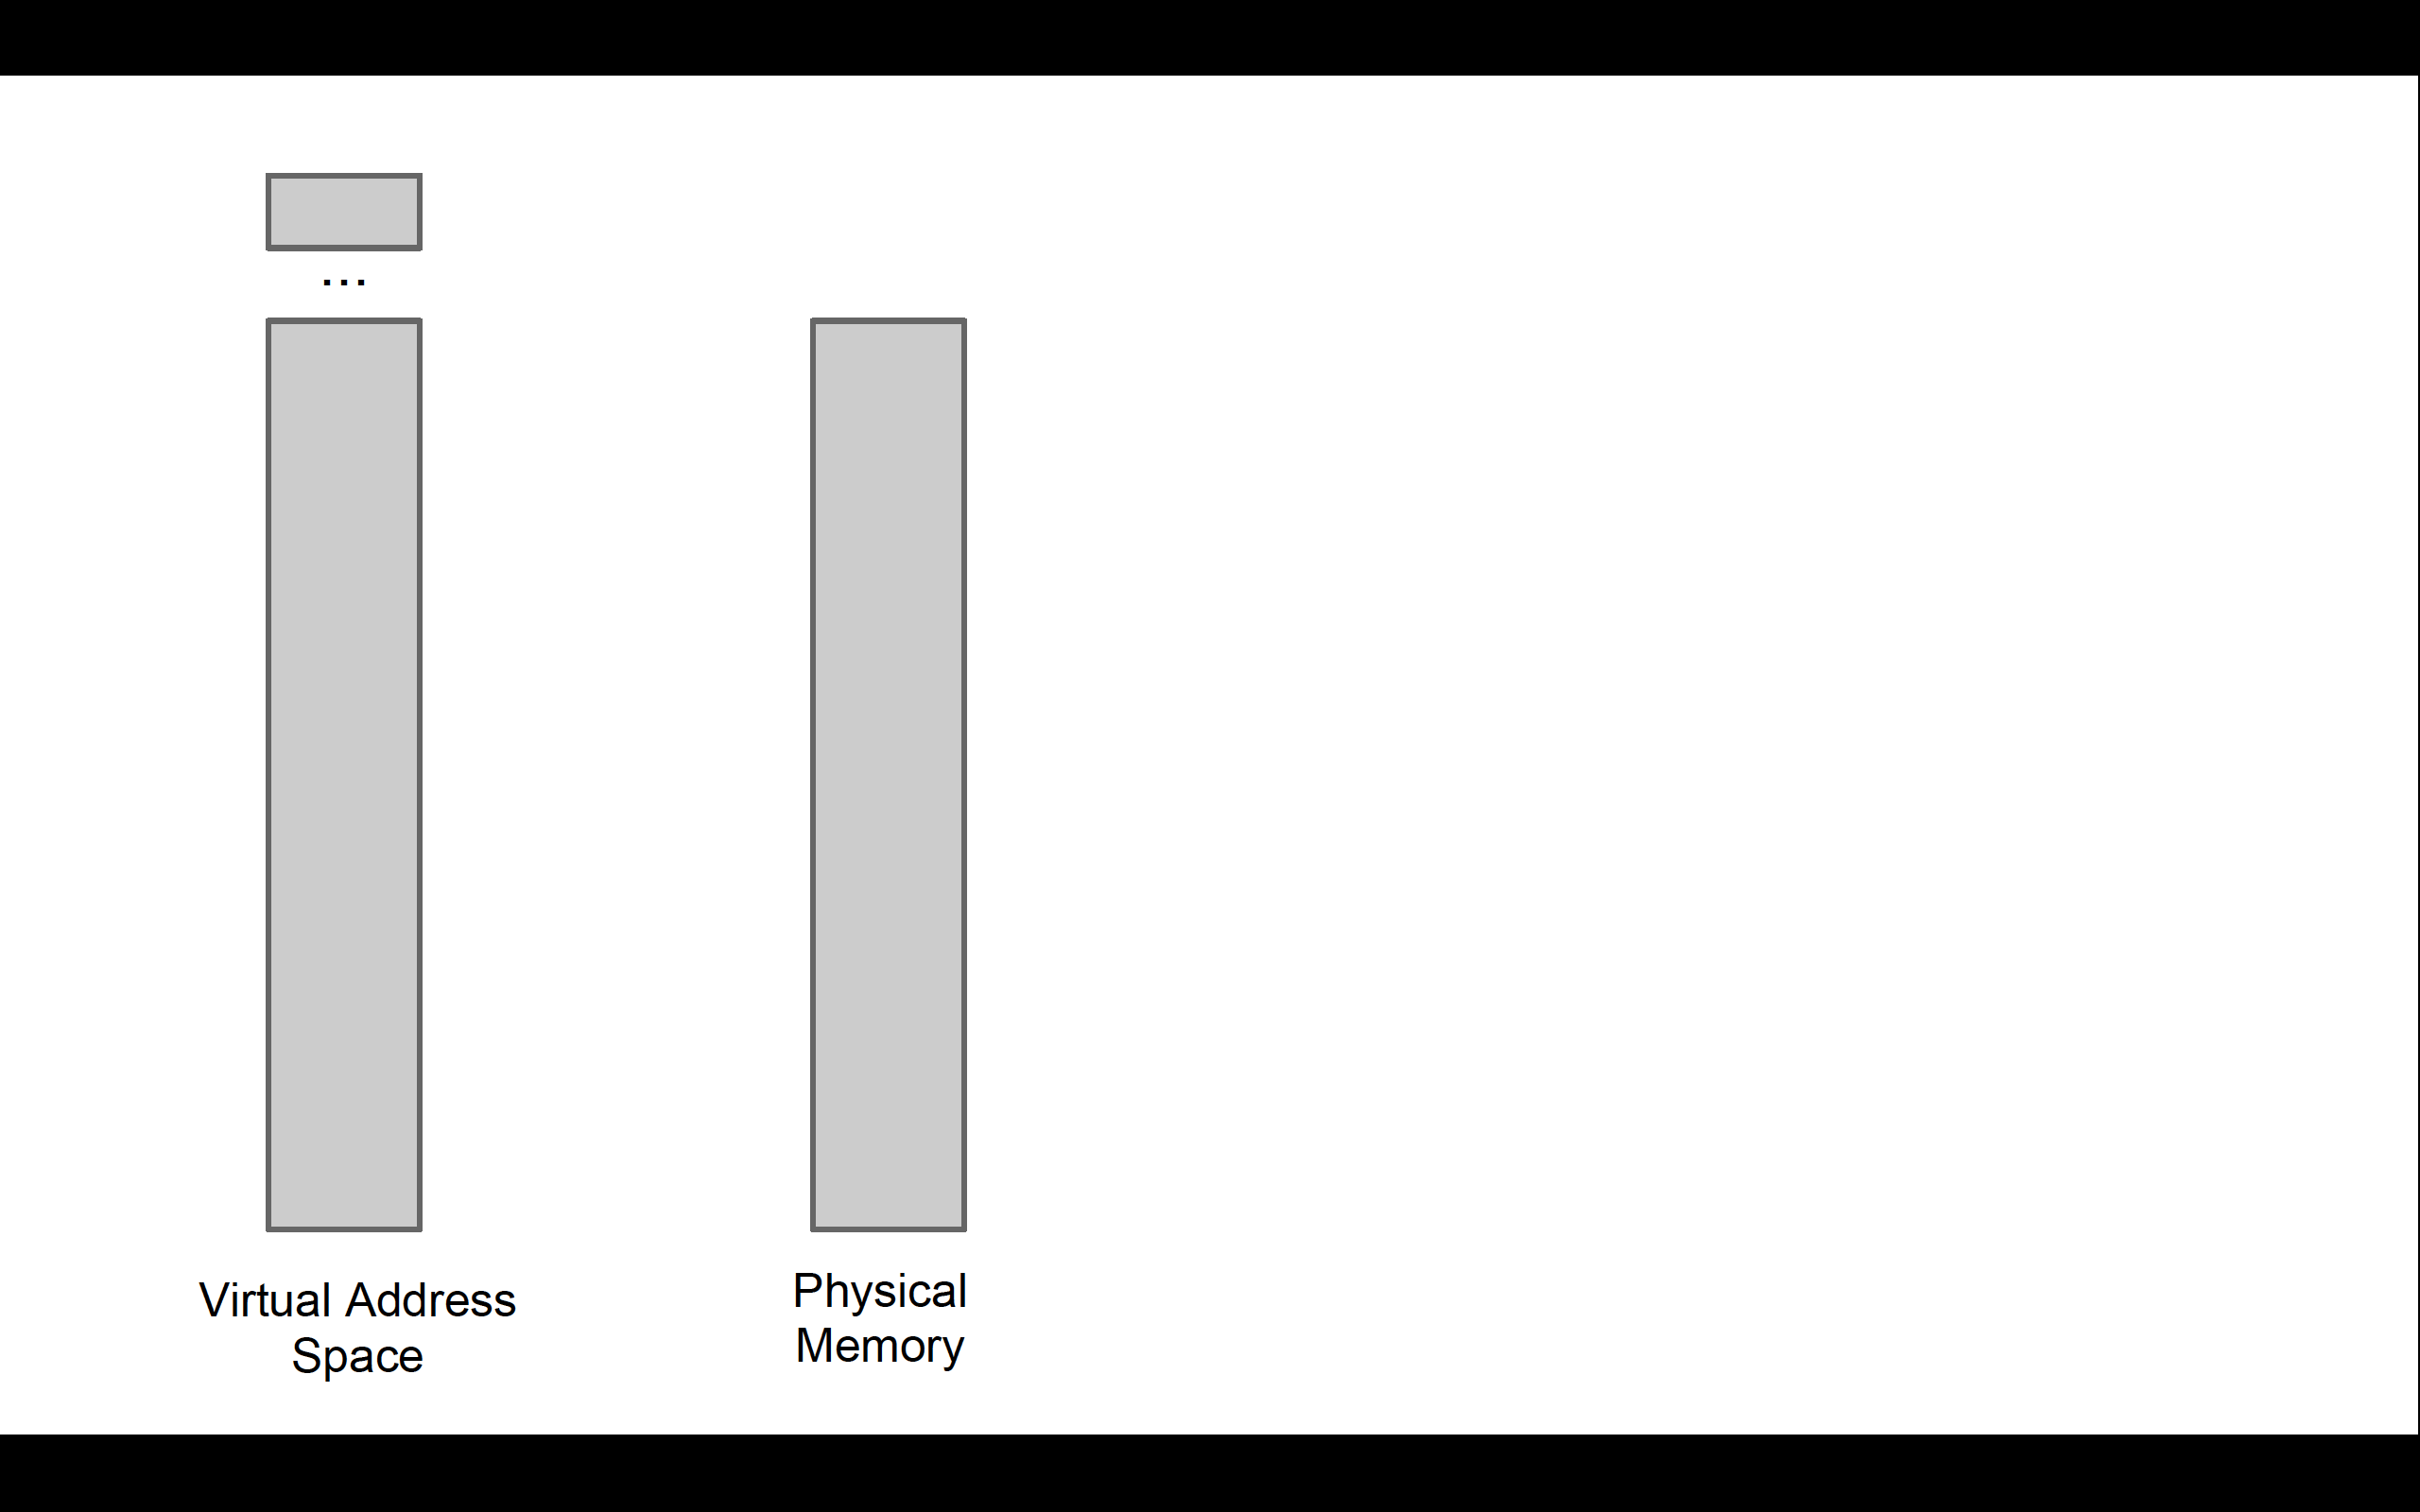 ...
Virtual Address
Space
Physical
Memory